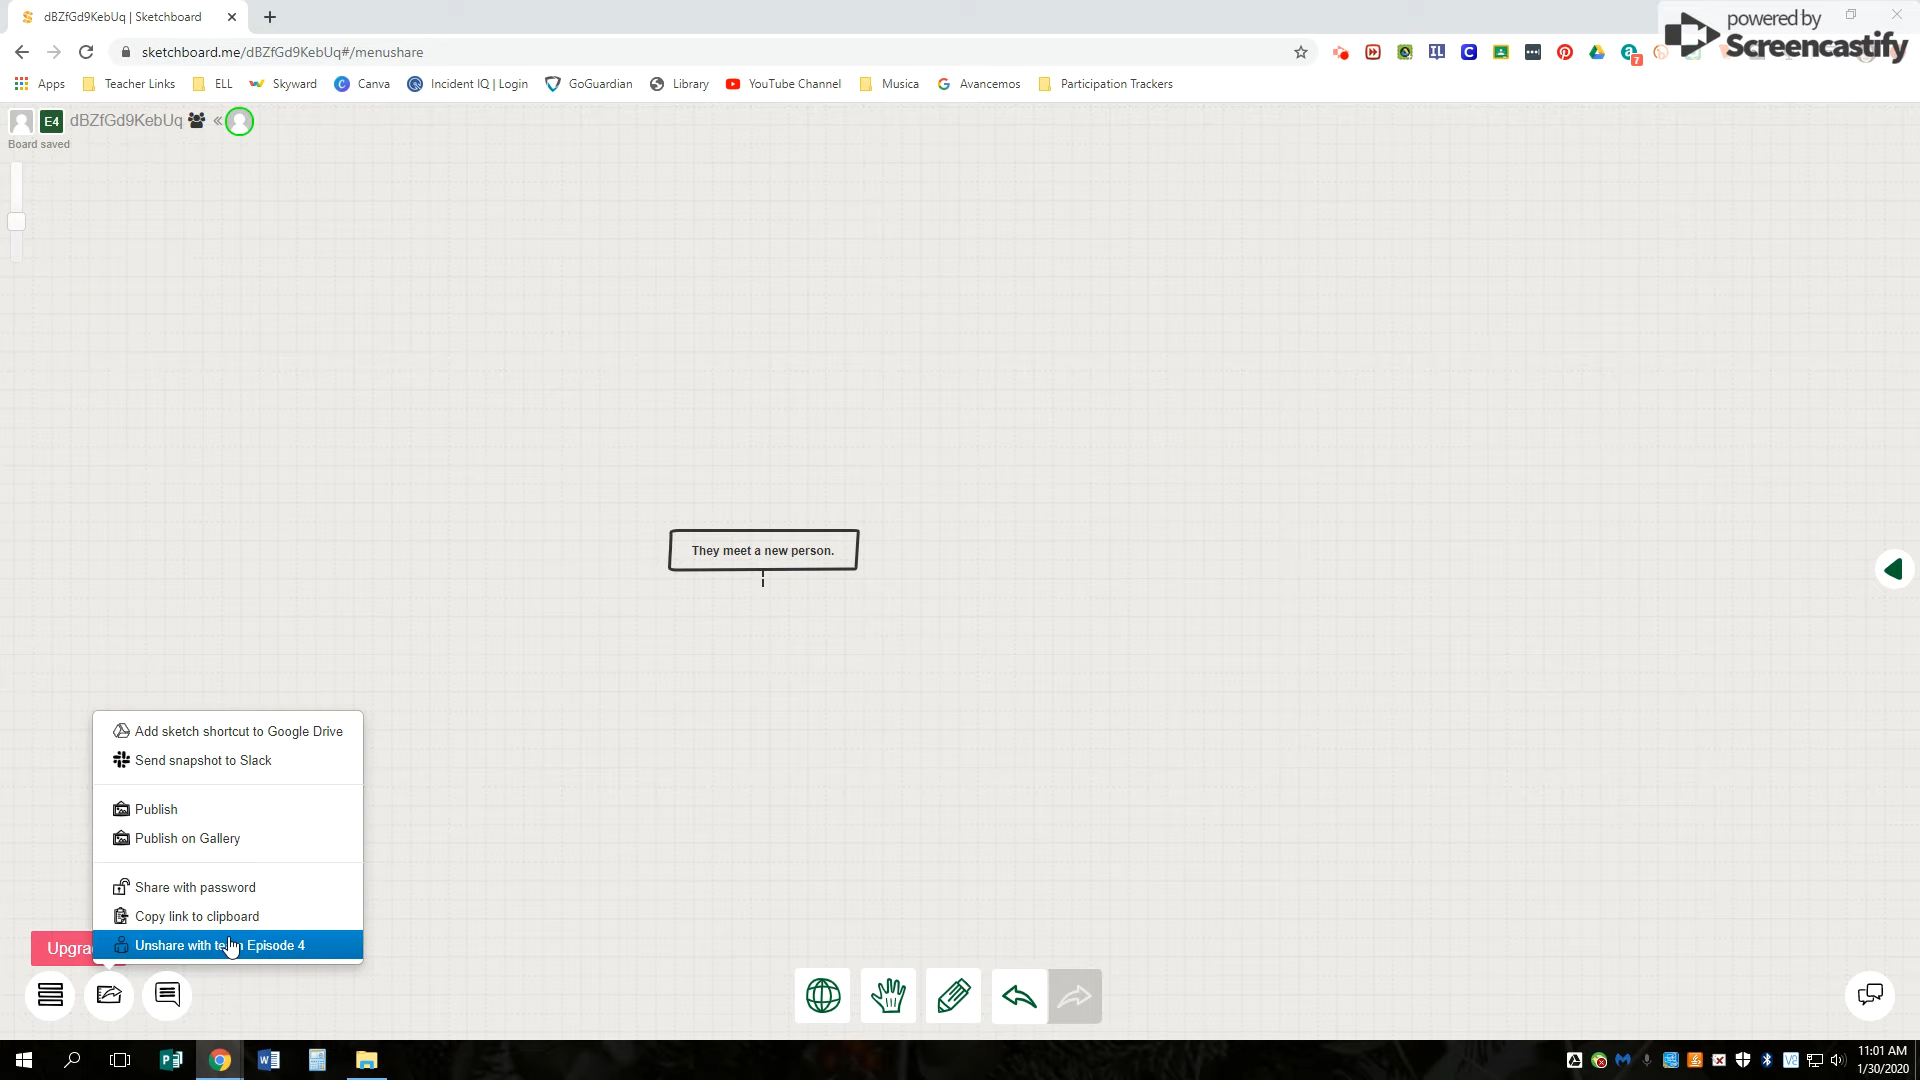 dBZfGd9KebUq | Sketchboard
powered by
Screencastify
sketchboard.me/dBZfGd9KebUq#/menushare
Apps Teacher Links ELL Skyward Canva Incident IQ | Login GoGuardian Library YouTube Channel Musica Avancemos Participation Trackers
E4 dBZfGd9KebUq
Board saved
They meet a new person.
Add sketch shortcut to Google Drive
Send snapshot to Slack
Publish
Publish on Gallery
Share with password
Copy link to clipboard
Unshare with Episode 4
11:01 AM
1/30/2020